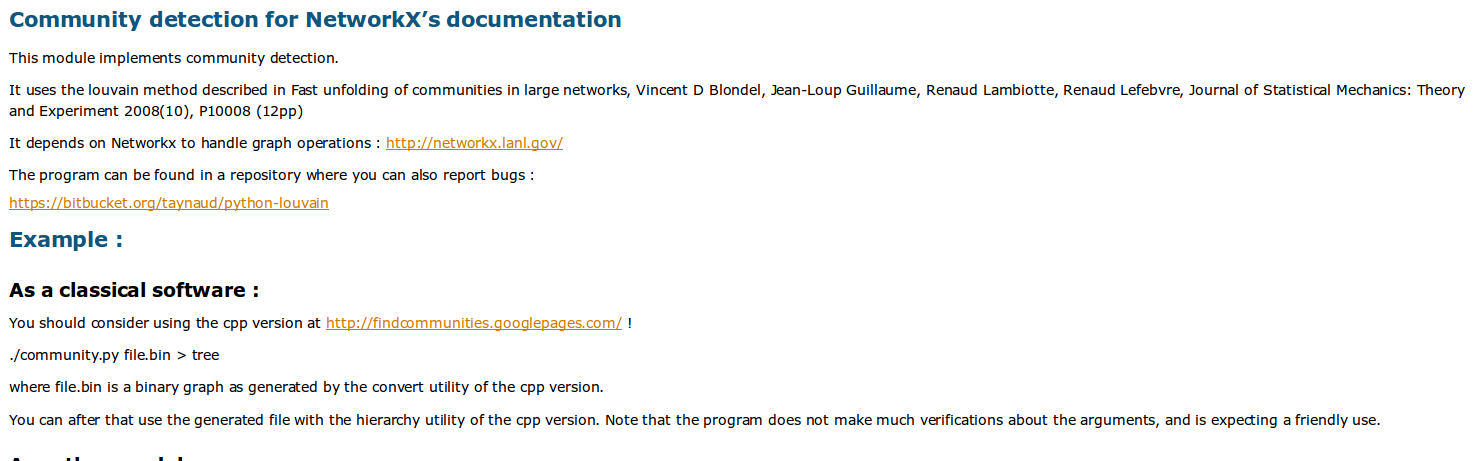 Community detection for NetworkX’s documentation
This module implements community detection.
It uses the louvain method described in Fast unfolding of communities in large networks, Vincent D Blondel, Jean-Loup Guillaume, Renaud Lambiotte, Renaud Lefebvre, Journal of Statistical Mechanics: Theory
and Experiment 2008(10), P10008 (12pp)
It depends on Networkx to handle graph operations : http://networkx.lanl.gov/
The program can be found in a repository where you can also report bugs :
https://bitbucket.org/taynaud/python-louvain
Example :
As a classical software :
You should consider using the cpp version at http://findcommunities.googlepages.com/ !
./community.py file.bin > tree
where file.bin is a binary graph as generated by the convert utility of the cpp version.
You can after that use the generated file with the hierarchy utility of the cpp version. Note that the program does not make much verifications about the arguments, and is expecting a friendly use.